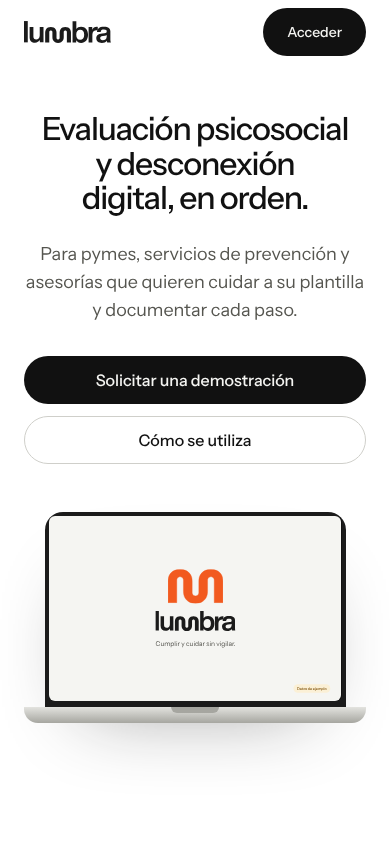 lumbra
Acceder
Evaluación psicosocial
y desconexión
digital, en orden.
Para pymes, servicios de prevención y
asesorías que quieren cuidar a su plantilla
y documentar cada paso.
Solicitar una demostración
Cómo se utiliza
lumbra
Cumplir y cuidar sin vigilar.
Datos de ejemplo